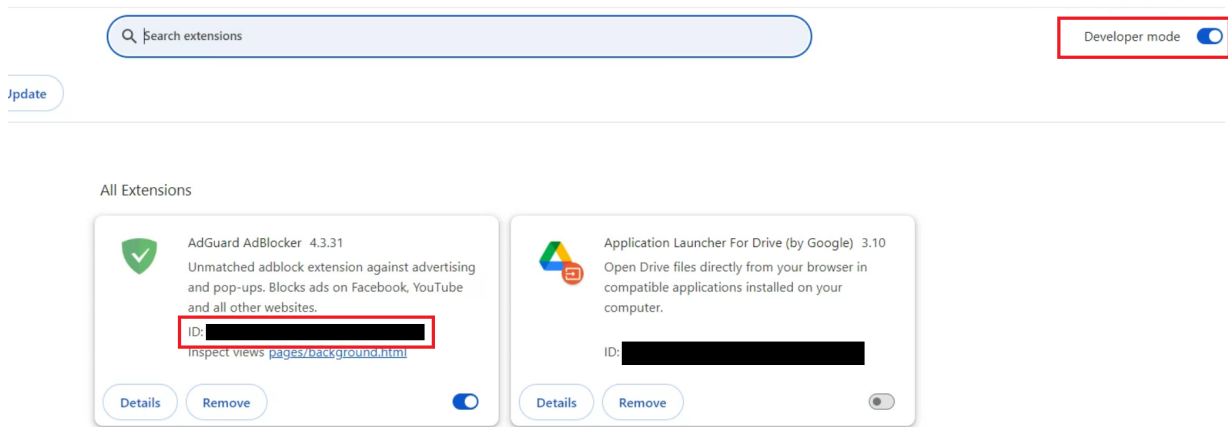 Search extensions
Developer mode
Update
All Extensions
AdGuard AdBlocker 4.3.31
Unmatched adblock extension against advertising
and pop-ups. Blocks ads on Facebook, YouTube
and all other websites.
ID:
Inspect views pages/background.html
Details
Remove
Application Launcher For Drive (by Google) 3.10
Open Drive files directly from your browser in
compatible applications installed on your
computer.
ID:
Details
Remove